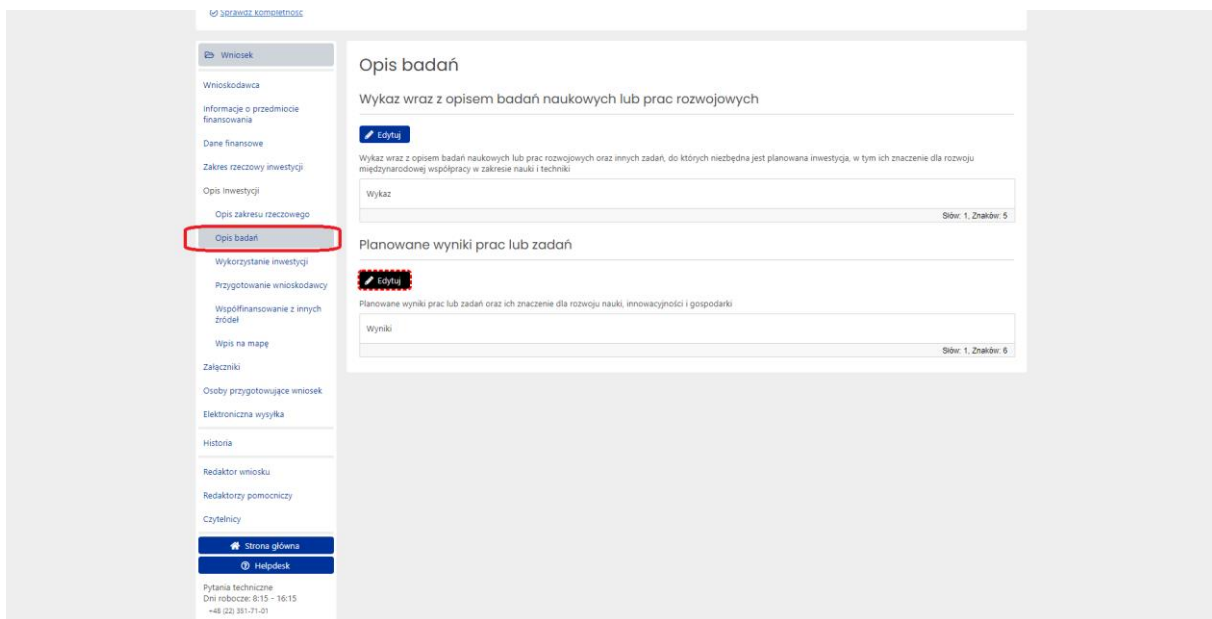 Sprawdź kompletność
Wniosek
Wnioskodawca
Informacje o przedmiocie
finansowania
Dane finansowe
Zakres rzeczowy inwestycji
Opis Inwestycji
Opis zakresu rzeczowego
Opis badań
Wykorzystanie inwestycji
Przygotowanie wnioskodawcy
Współfinansowanie z innych
źródeł
Wpis na mapę
Załączniki
Osoby przygotowujące wniosek
Elektroniczna wysyłka
Historia
Redaktor wniosku
Redaktorzy pomocniczy
Czytelnicy
Strona główna
Helpdesk
Pytania techniczne
Dni robocze: 8:15 - 16:15
+48 (22) 351-71-01
Opis badań
Wykaz wraz z opisem badań naukowych lub prac rozwojowych
Edytuj
Wykaz wraz z opisem badań naukowych lub prac rozwojowych oraz innych zadań, do których niezbędna jest planowana inwestycja, w tym ich znaczenie dla rozwoju
międzynarodowej współpracy w zakresie nauki i techniki
Wykaz
Słów: 1, Znaków: 5
Planowane wyniki prac lub zadań
Edytuj
Planowane wyniki prac lub zadań oraz ich znaczenie dla rozwoju nauki, innowacyjności i gospodarki
Wyniki
Słów: 1, Znaków: 6